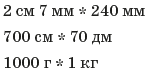 2 см 7 мм * 240 мм
700 см * 70 дм
1000 г * 1 кг